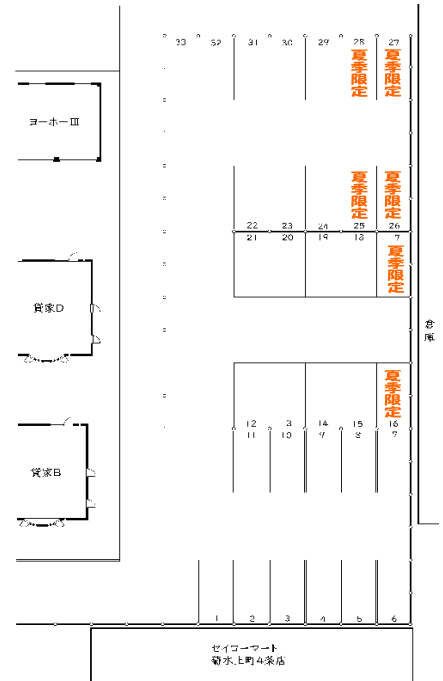 33 32 31 30 29 28 27
夏季限定 夏季限定
ヨーホーⅢ
夏季限定 夏季限定
22 23 24 25 26
21 20 19 18 7
夏季限定
貸家D
倉庫
夏季限定
12 3 14 15 16
11 10 9 8 7
貸家B
1 2 3 4 5 6
セイコーマート
菊水上町4条店